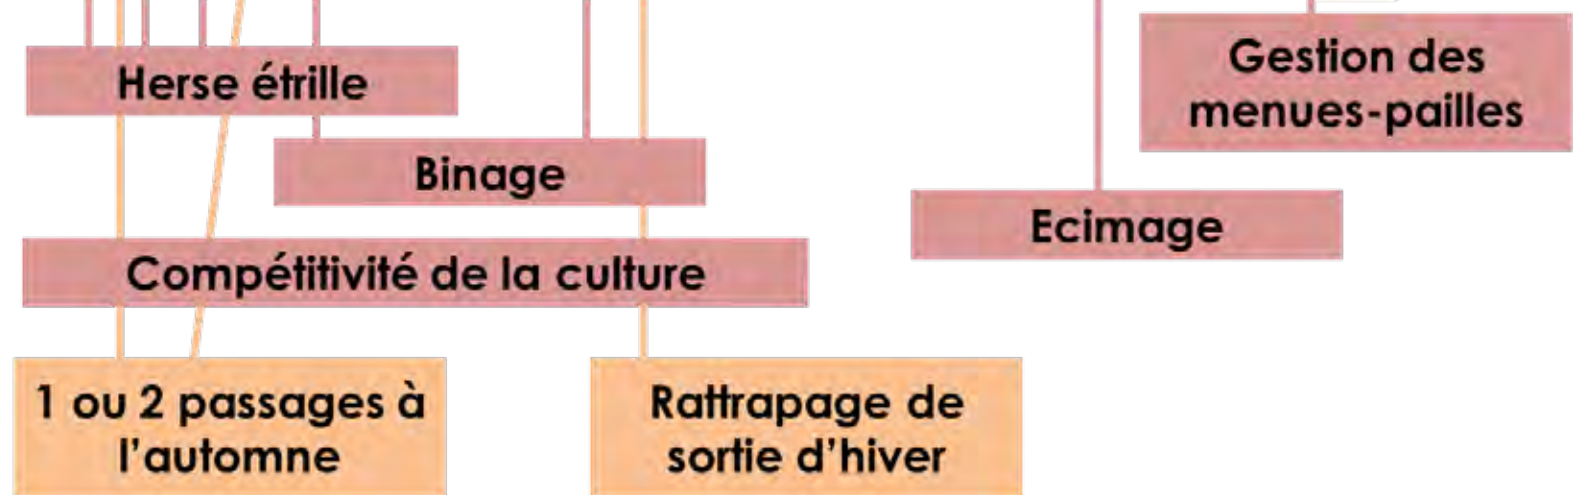 Gestion des
menues-pailles
Herse étrille
Binage
Ecimage
Compétitivité de la culture
1 ou 2 passages à
l'automne
Rattrapage de
sortie d'hiver